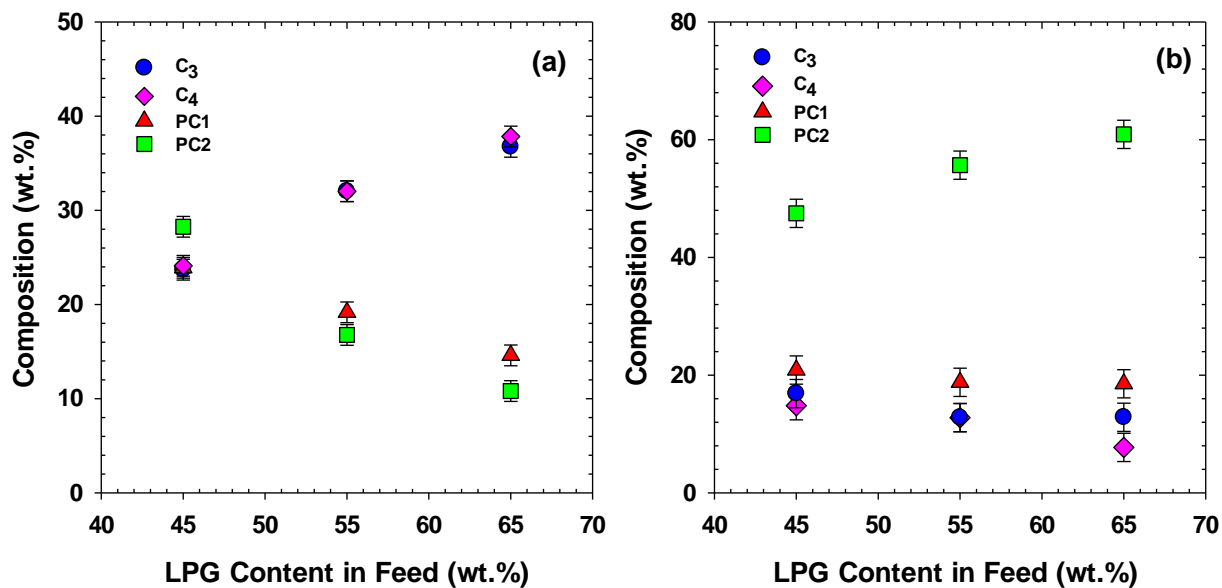 (a)
C3
C4
PC1
PC2
50
40
30
20
10
0
Composition (wt.%)
40 45 50 55 60 65 70
LPG Content in Feed (wt.%)
(b)
C3
C4
PC1
PC2
80
60
40
20
0
Composition (wt.%)
40 45 50 55 60 65 70
LPG Content in Feed (wt.%)